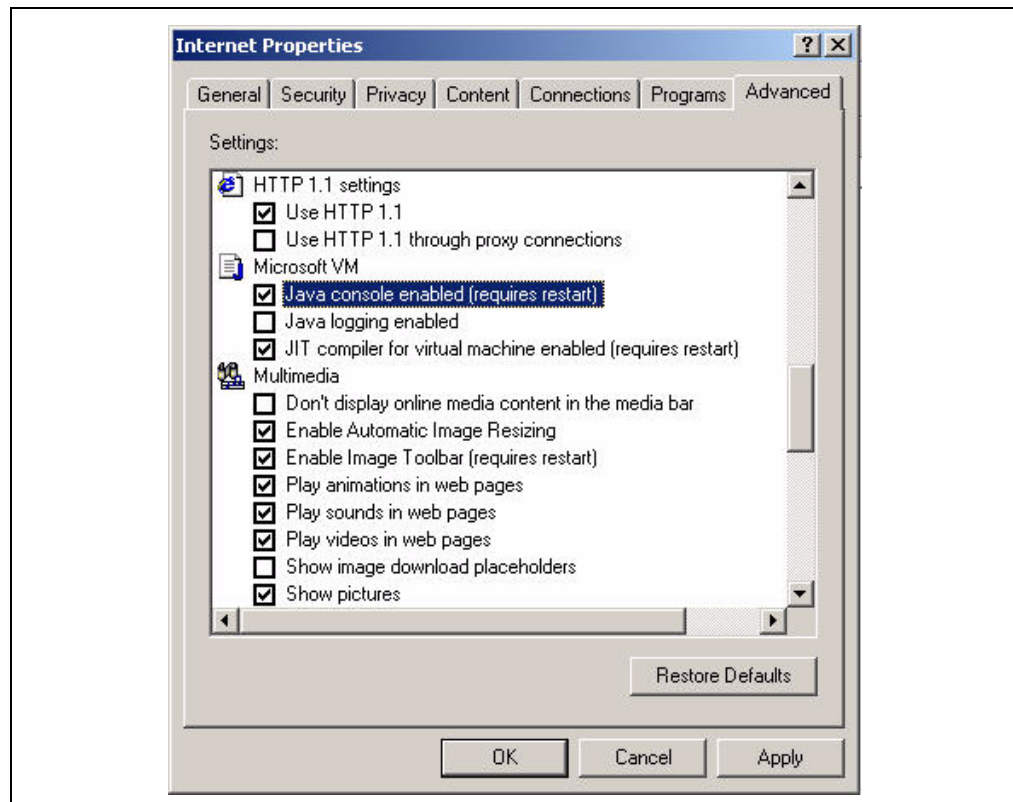 Internet Properties
General Security Privacy Content Connections Programs Advanced
Settings:
HTTP 1.1 settings
Use HTTP 1.1
Use HTTP 1.1 through proxy connections
Microsoft VM
Java console enabled (requires restart)
Java logging enabled
JIT compiler for virtual machine enabled (requires restart)
Multimedia
Don't display online media content in the media bar
Enable Automatic Image Resizing
Enable Image Toolbar (requires restart)
Play animations in web pages
Play sounds in web pages
Play videos in web pages
Show image download placeholders
Show pictures
Restore Defaults
OK Cancel Apply